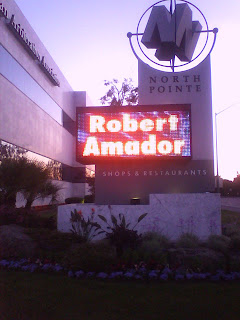 NORTH
POINTE
Robert
Amador
SHOPS & RESTAURANTS